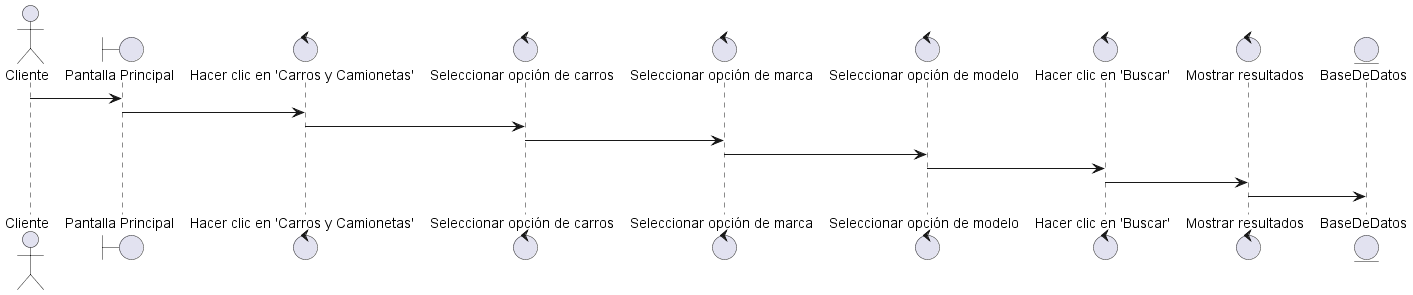 Cliente
Pantalla Principal
Hacer clic en 'Carros y Camionetas'
Seleccionar opción de carros
Seleccionar opción de marca
Seleccionar opción de modelo
Hacer clic en 'Buscar'
Mostrar resultados
BaseDeDatos
Cliente
Pantalla Principal
Hacer clic en 'Carros y Camionetas'
Seleccionar opción de carros
Seleccionar opción de marca
Seleccionar opción de modelo
Hacer clic en 'Buscar'
Mostrar resultados
BaseDeDatos